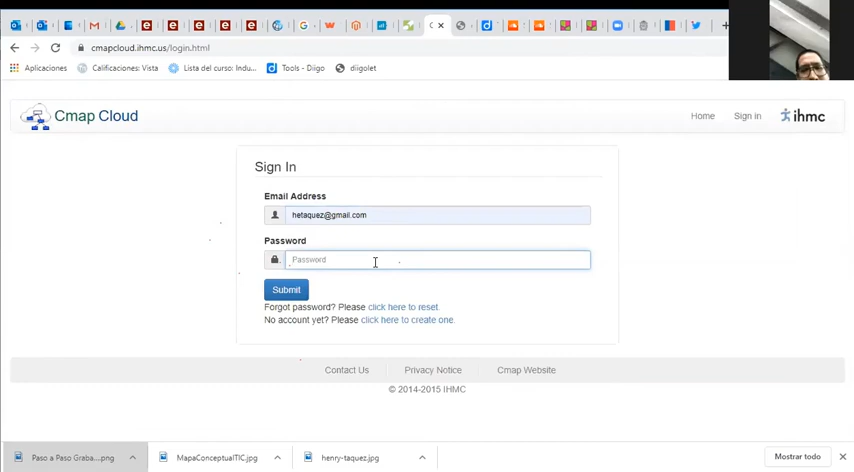 cmapcloud.ihmc.us/login.html
Aplicaciones
Calificaciones: Vista
Lista del curso: Indu...
Tools - Diigo
diigolet
Cmap Cloud
Home
Sign in
ihmc
Sign In
Email Address
hetaquez@gmail.com
Password
Password
Submit
Forgot password? Please click here to reset.
No account yet? Please click here to create one.
Contact Us
Privacy Notice
Cmap Website
© 2014-2015 IHMC
Paso a Paso Graba....png
MapaConceptualTIC.jpg
henry-taquez.jpg
Mostrar todo